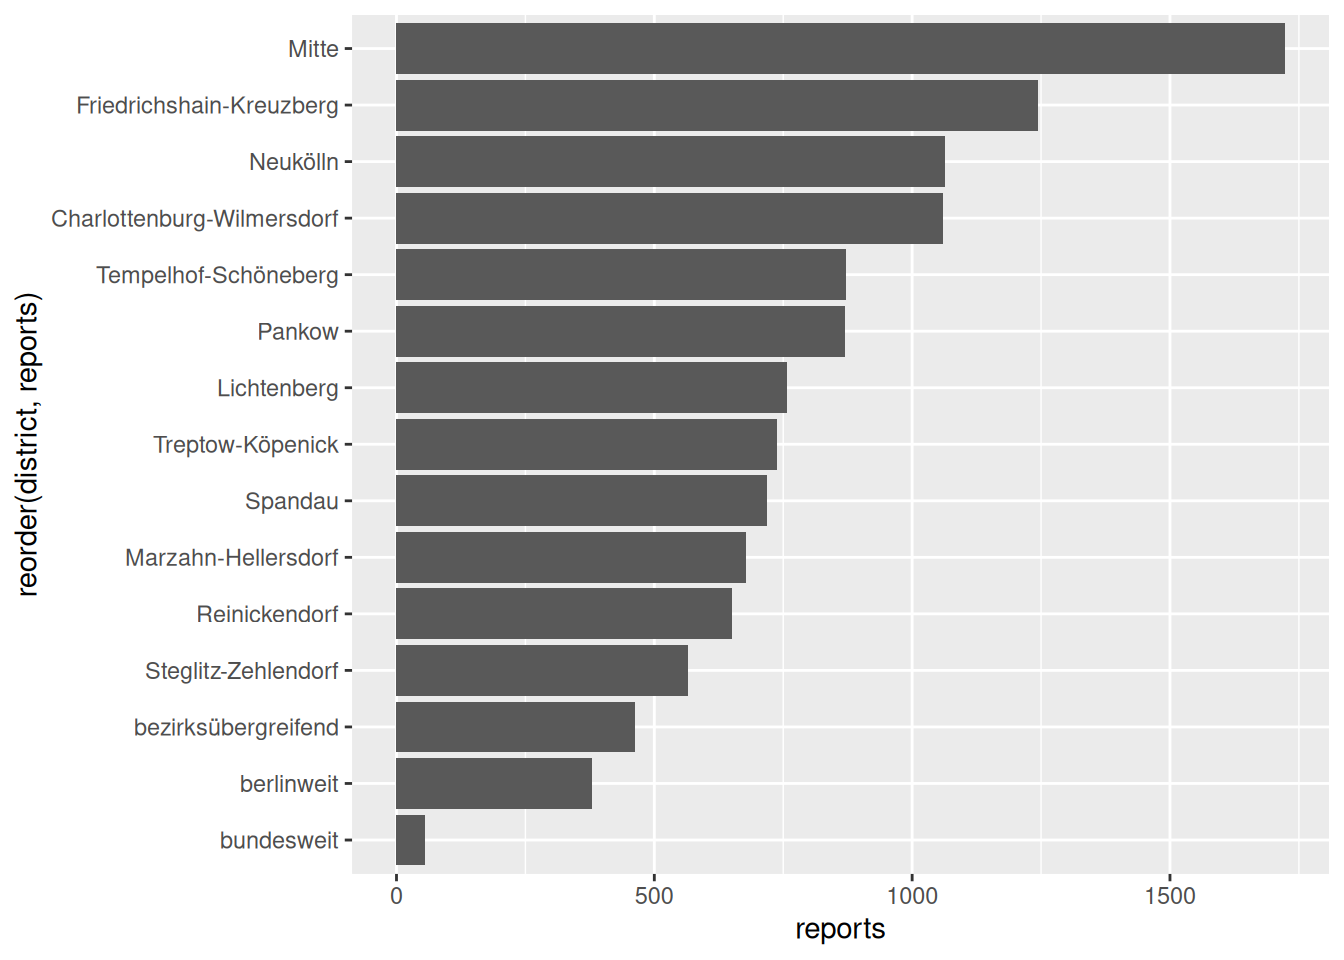 Mitte
Friedrichshain-Kreuzberg
Neukölln
Charlottenburg-Wilmersdorf
Tempelhof-Schöneberg
Pankow
Lichtenberg
Treptow-Köpenick
Spandau
Marzahn-Hellersdorf
Reinickendorf
Steglitz-Zehlendorf
bezirksübergreifend
berlinweit
bundesweit
reorder(district, reports)
0 500 1000 1500
reports